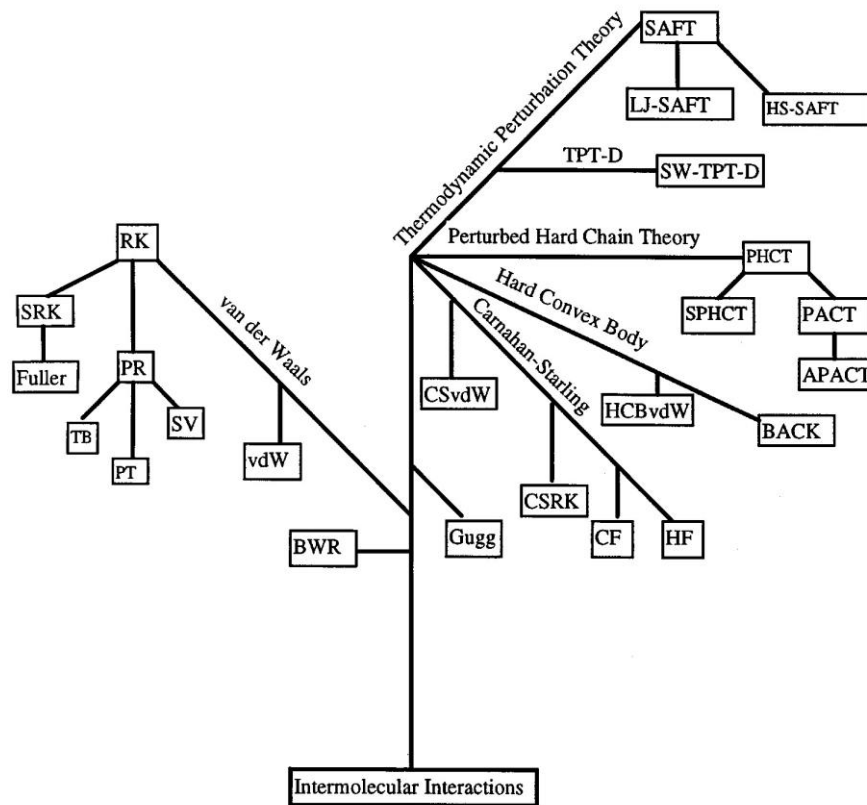 SAFT
Thermodynamic Perturbation Theory
LJ-SAFT
HS-SAFT
TPT-D
SW-TPT-D
RK
Perturbed Hard Chain Theory
PHCT
Hard Convex Body
SRK
van der Waals
Carnahan-Starling
SPHCT
PACT
Fuller
PR
CSvdW
HCBvdW
APACT
TB
SV
vdW
BACK
PT
CSRK
BWR
Gugg
CF
HF
Intermolecular Interactions